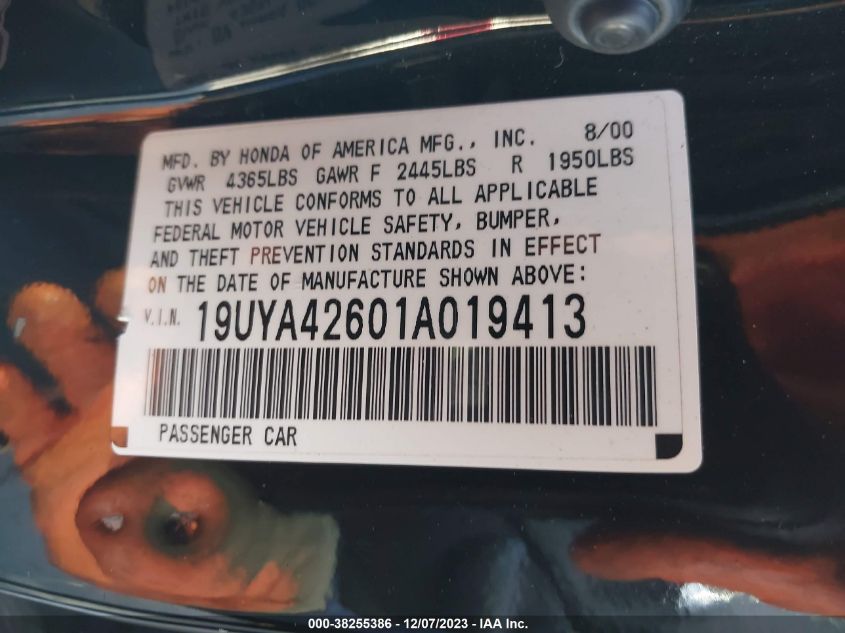 MFD. BY HONDA OF AMERICA MFG., INC. 8/00
GVWR 4365LBS GAWR F 2445LBS R 1950LBS
THIS VEHICLE CONFORMS TO ALL APPLICABLE
FEDERAL MOTOR VEHICLE SAFETY, BUMPER,
AND THEFT PREVENTION STANDARDS IN EFFECT
ON THE DATE OF MANUFACTURE SHOWN ABOVE:
V.I.N. 19UYA42601A019413
PASSENGER CAR
000-38255386 - 12/07/2023 - IAA Inc.